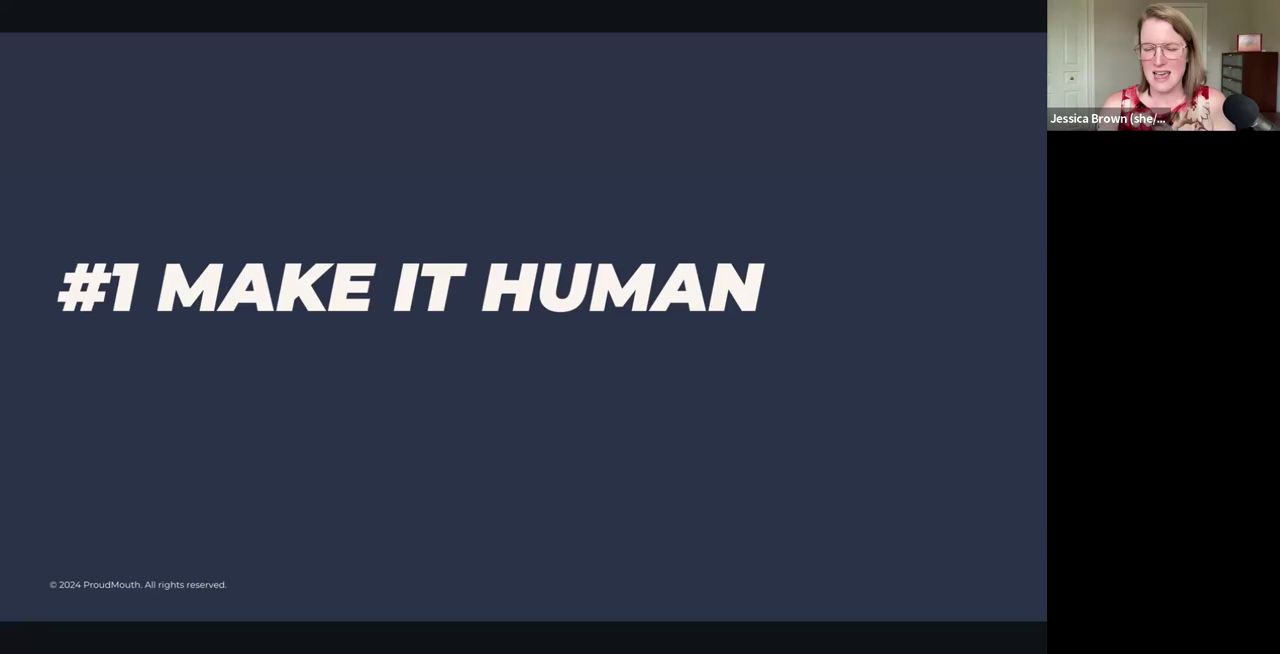 #1 MAKE IT HUMAN
© 2024 ProudMouth. All rights reserved.
Jessica Brown (she/...